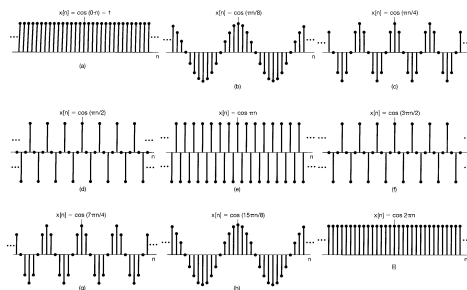 x[n] = cos (0·n) = 1
x[n] = cos (πn/8)
x[n] = cos (πn/4)
n
n
n
(a)
(b)
(c)
x[n] = cos (πn/2)
x[n] = cos πn
x[n] = cos (3πn/2)
n
n
n
(d)
(e)
(f)
x[n] = cos (7πn/4)
x[n] = cos (15πn/8)
x[n] = cos 2πn
n
n
n
(g)
(h)
(i)